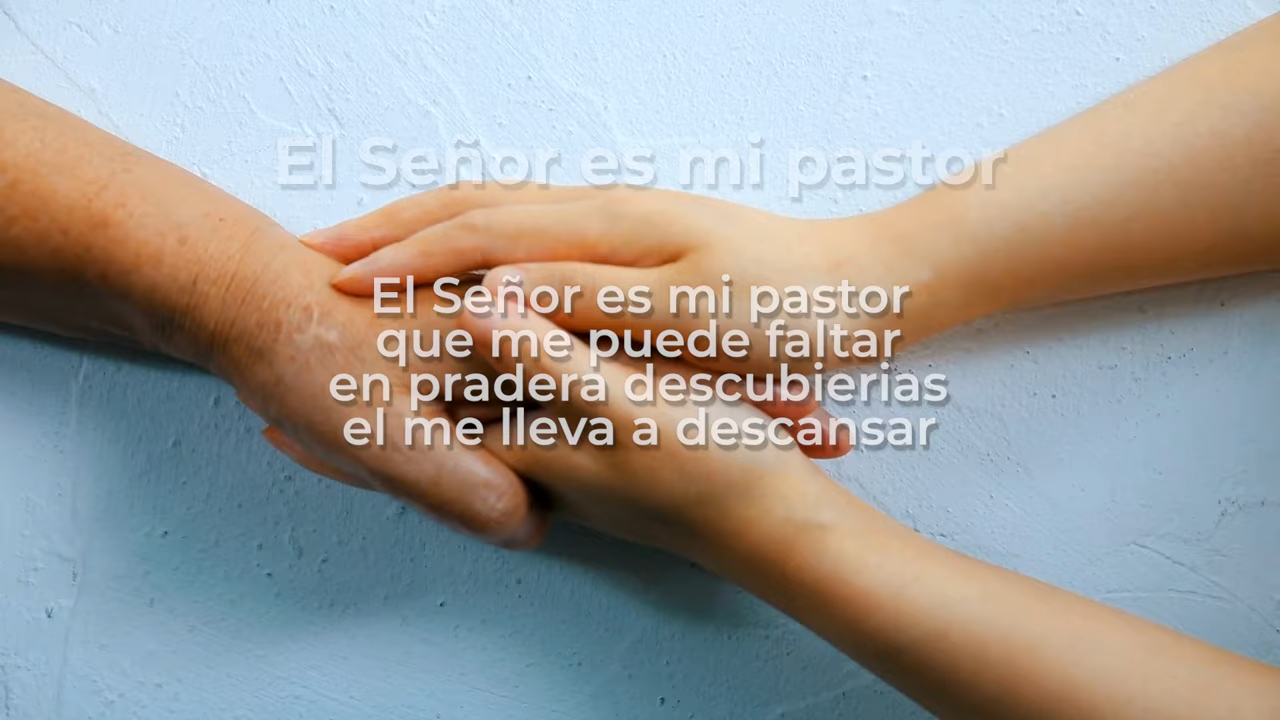 El Señor es mi pastor
El Señor es mi pastor
que me puede faltar
en pradera descubierias
el me lleva a descansar